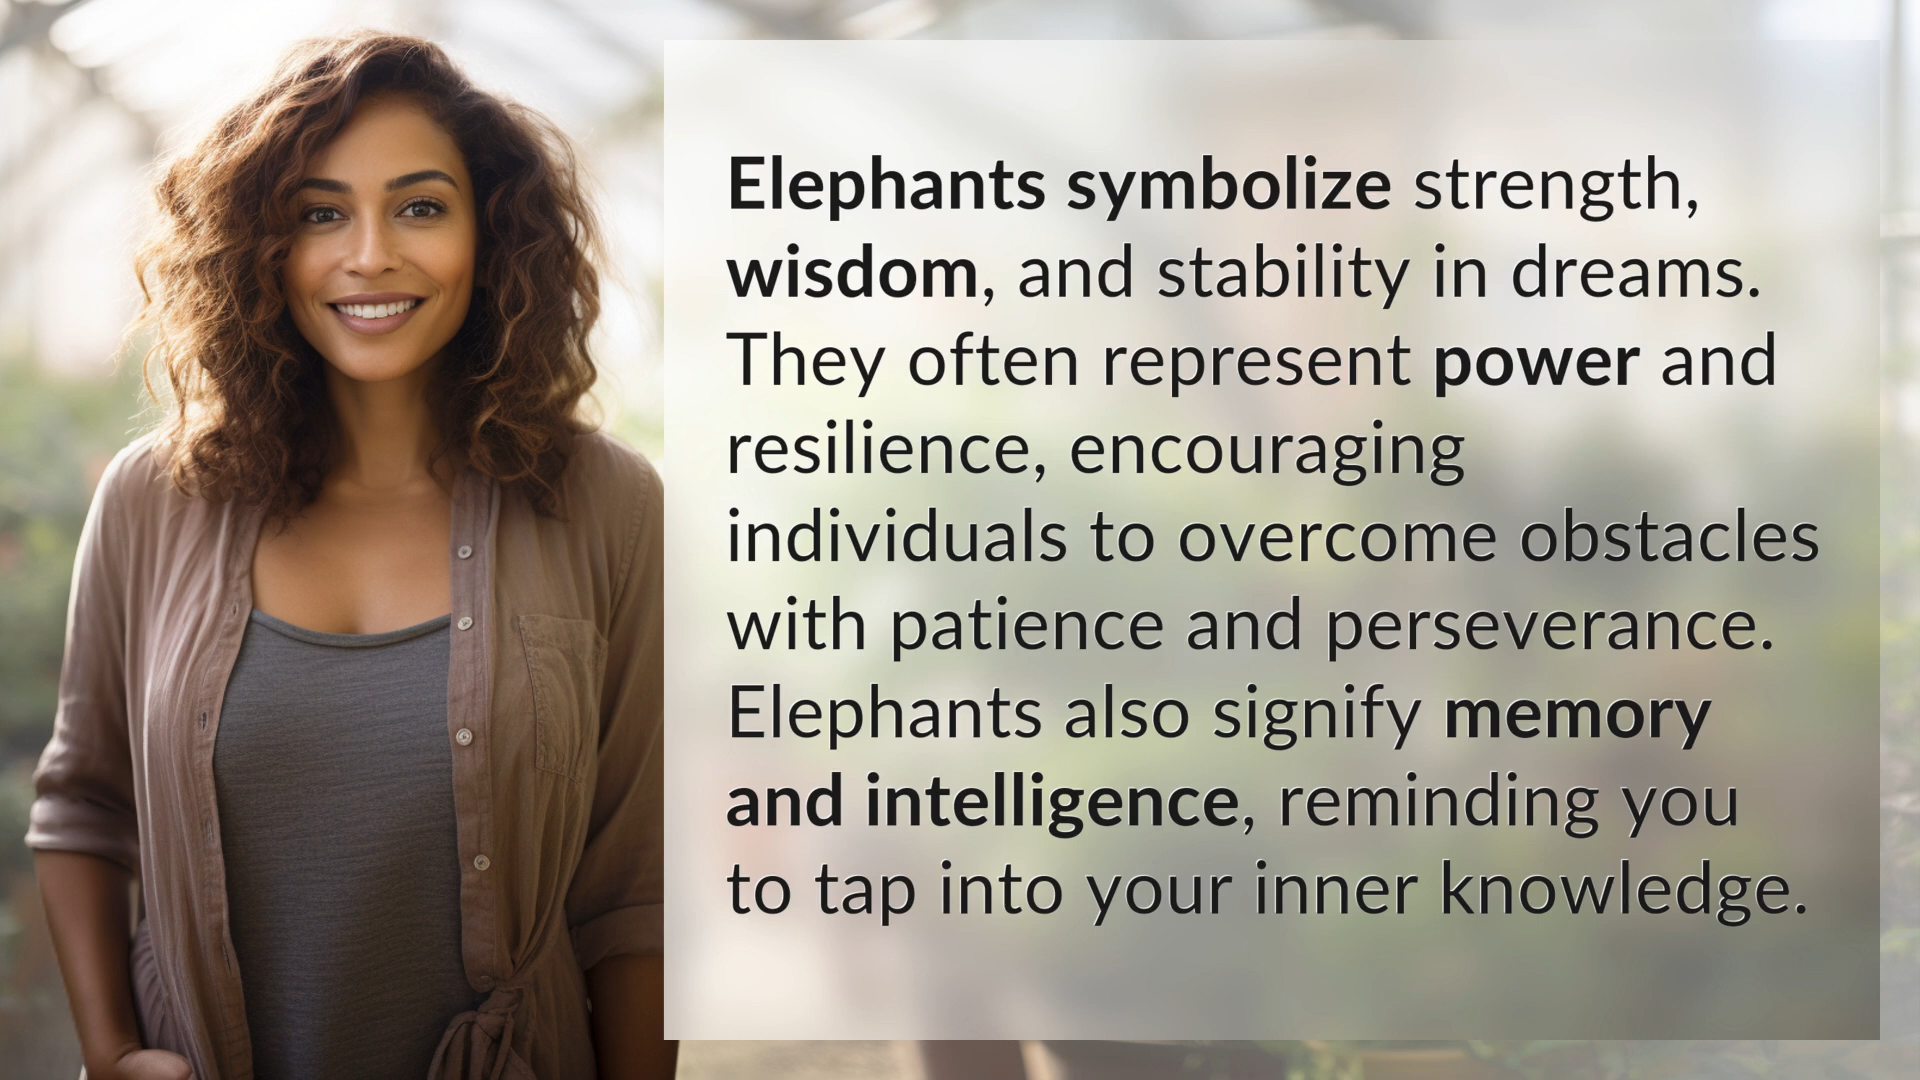 Elephants symbolize strength,
wisdom, and stability in dreams.
They often represent power and
resilience, encouraging
individuals to overcome obstacles
with patience and perseverance.
Elephants also signify memory
and intelligence, reminding you
to tap into your inner knowledge.